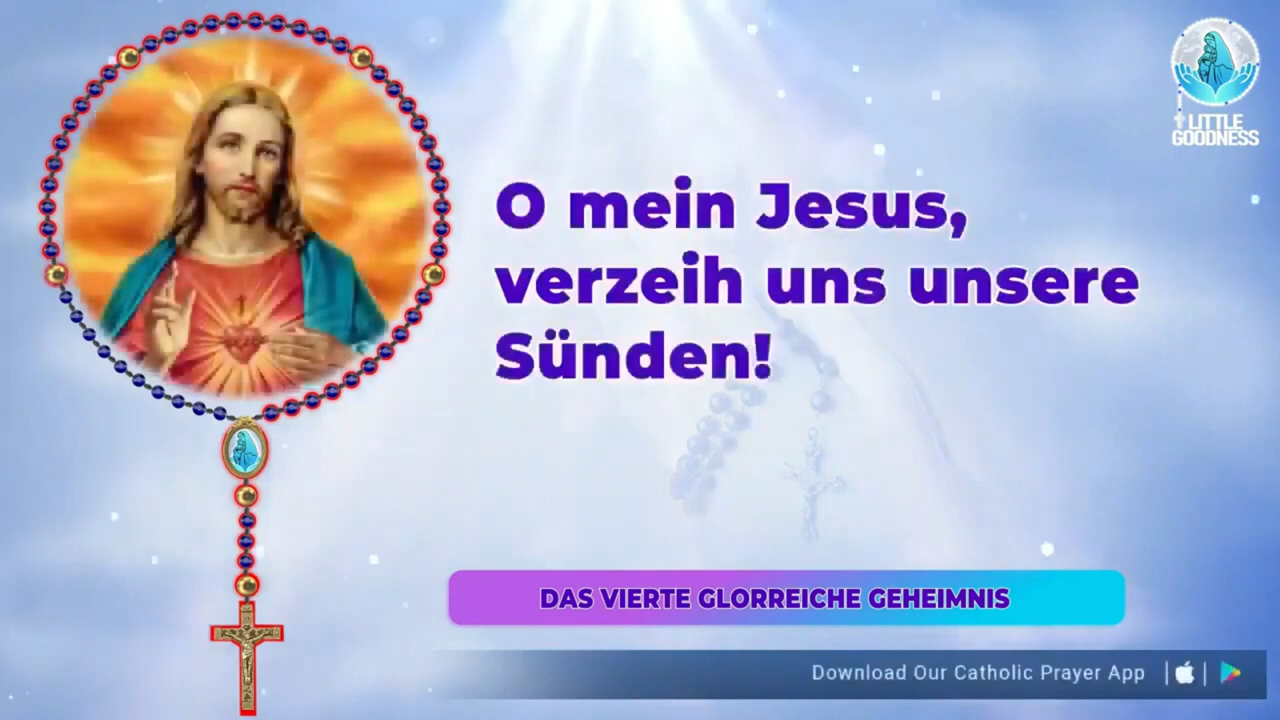 LITTLE
GOODNESS
O mein Jesus,
verzeih uns unsere
Sünden!
DAS VIERTE GLORREICHE GEHEIMNIS
Download Our Catholic Prayer App